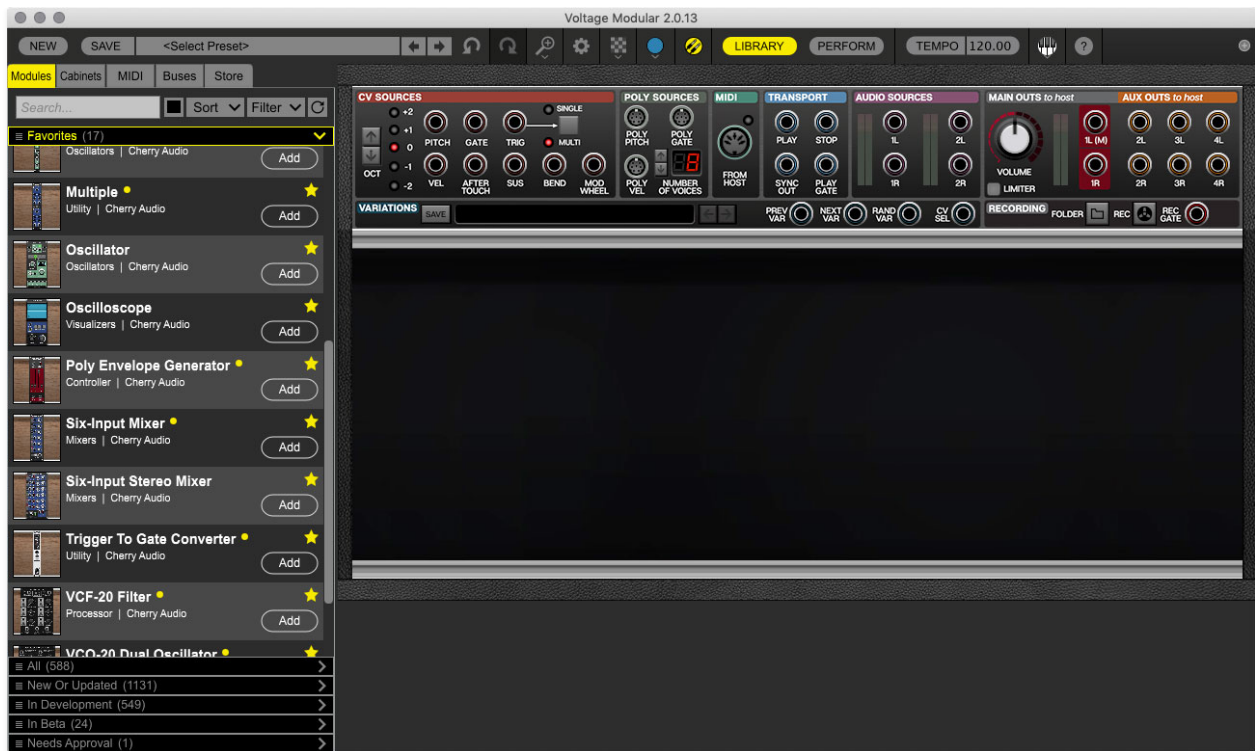 Voltage Modular 2.0.13
NEW SAVE <Select Preset> LIBRARY PERFORM TEMPO 120.00 ?
Modules Cabinets MIDI Buses Store
Search... Sort Filter
Favorites (17)
Oscillators | Cherry Audio
Add
Multiple
Utility | Cherry Audio
Add
Oscillator
Oscillators | Cherry Audio
Add
Oscilloscope
Visualizers | Cherry Audio
Add
Poly Envelope Generator
Controller | Cherry Audio
Add
Six-Input Mixer
Mixers | Cherry Audio
Add
Six-Input Stereo Mixer
Mixers | Cherry Audio
Add
Trigger To Gate Converter
Utility | Cherry Audio
Add
VCF-20 Filter
Processor | Cherry Audio
Add
VCO-20 Dual Oscillator
All (588)
New Or Updated (1131)
In Development (549)
In Beta (24)
Needs Approval (1)
CV SOURCES
+2
+1
0
-1
-2
OCT
PITCH GATE TRIG
SINGLE
MULTI
VEL AFTER TOUCH SUS BEND MOD WHEEL
POLY SOURCES
POLY PITCH POLY GATE
POLY VEL NUMBER OF VOICES
8
MIDI
FROM HOST
TRANSPORT
PLAY STOP
SYNC OUT PLAY GATE
AUDIO SOURCES
1L 2L
1R 2R
MAIN OUTS to host
VOLUME
LIMITER
1L (M)
1R
AUX OUTS to host
2L 3L 4L
2R 3R 4R
VARIATIONS SAVE
PREV VAR NEXT VAR RAND VAR CV SEL
RECORDING FOLDER REC REC GATE